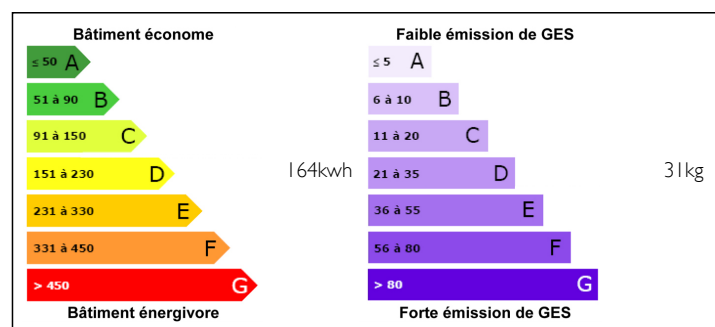 Bâtiment économe
≤ 50 A
51 à 90 B
91 à 150 C
151 à 230 D
231 à 330 E
331 à 450 F
> 450 G
Bâtiment énergivore
164kwh
Faible émission de GES
≤ 5 A
6 à 10 B
11 à 20 C
21 à 35 D
36 à 55 E
56 à 80 F
> 80 G
Forte émission de GES
31kg